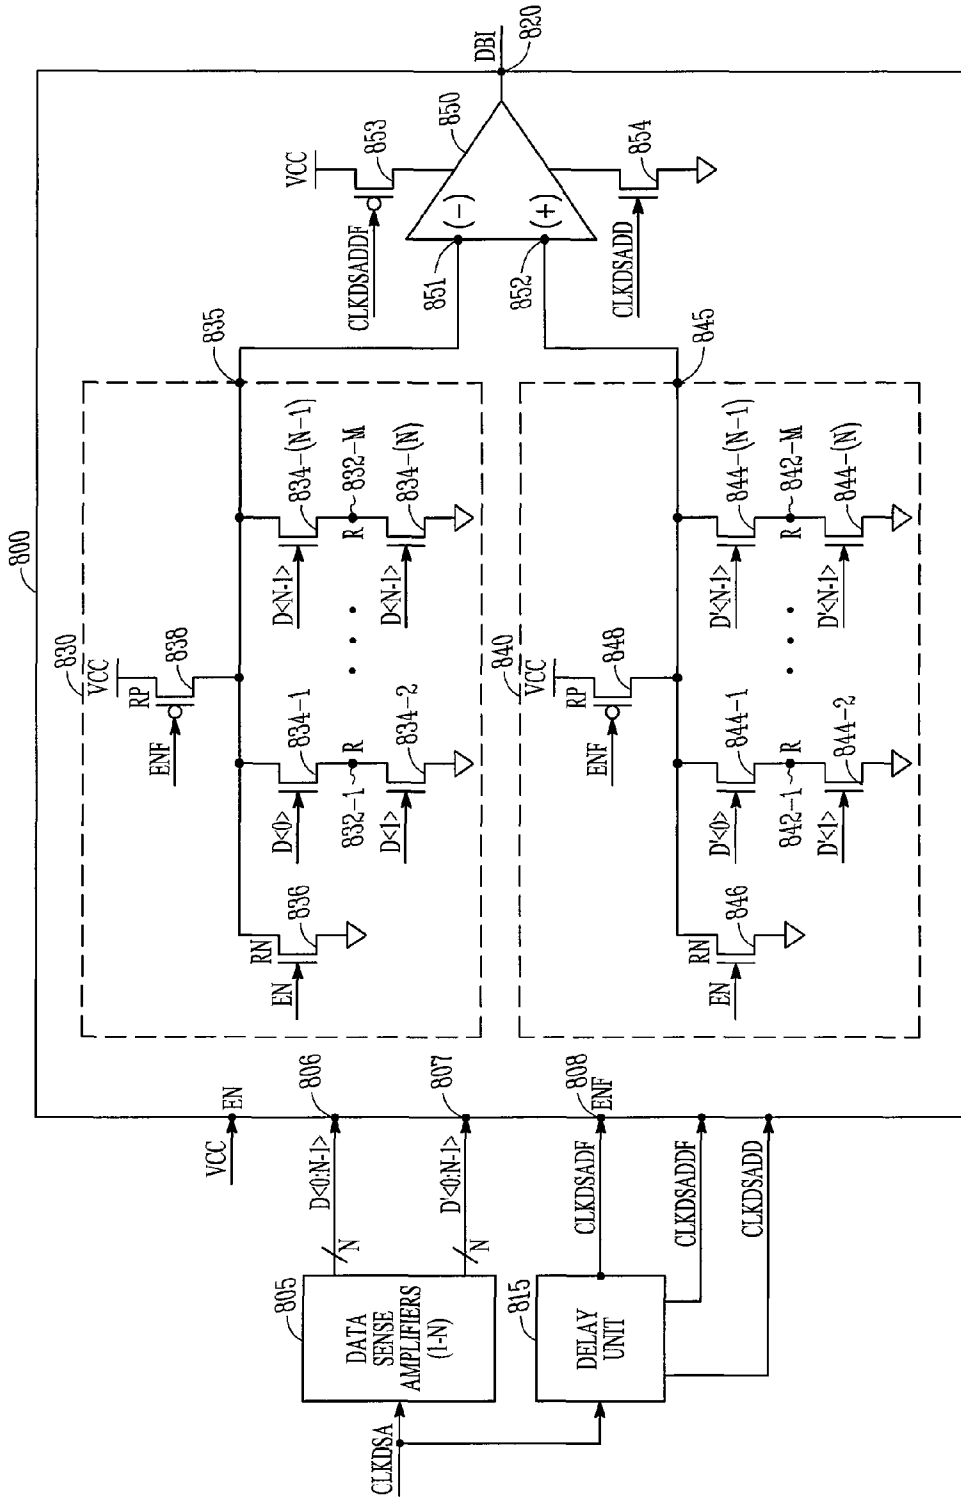 800
CLKDSA
805
DATA
SENSE
AMPLIFIERS
(1-N)
815
DELAY
UNIT
VCC
EN
D<0:N-1>
N
806
D'<0:N-1>
N
807
CLKDSADF
808
ENF
CLKDSADDF
CLKDSADD
830
VCC
RP
ENF
838
835
RN
EN
836
D<0>
834-1
832-1
R
D<1>
834-2
D<N-1>
834-(N-1)
R
832-M
D<N-1>
834-(N)
840
VCC
RP
ENF
848
845
RN
EN
846
D'<0>
844-1
842-1
R
D'<1>
844-2
D'<N-1>
844-(N-1)
R
842-M
D'<N-1>
844-(N)
VCC
CLKDSADDF
853
851
(-)
850
852
(+)
CLKDSADD
854
DBI
820